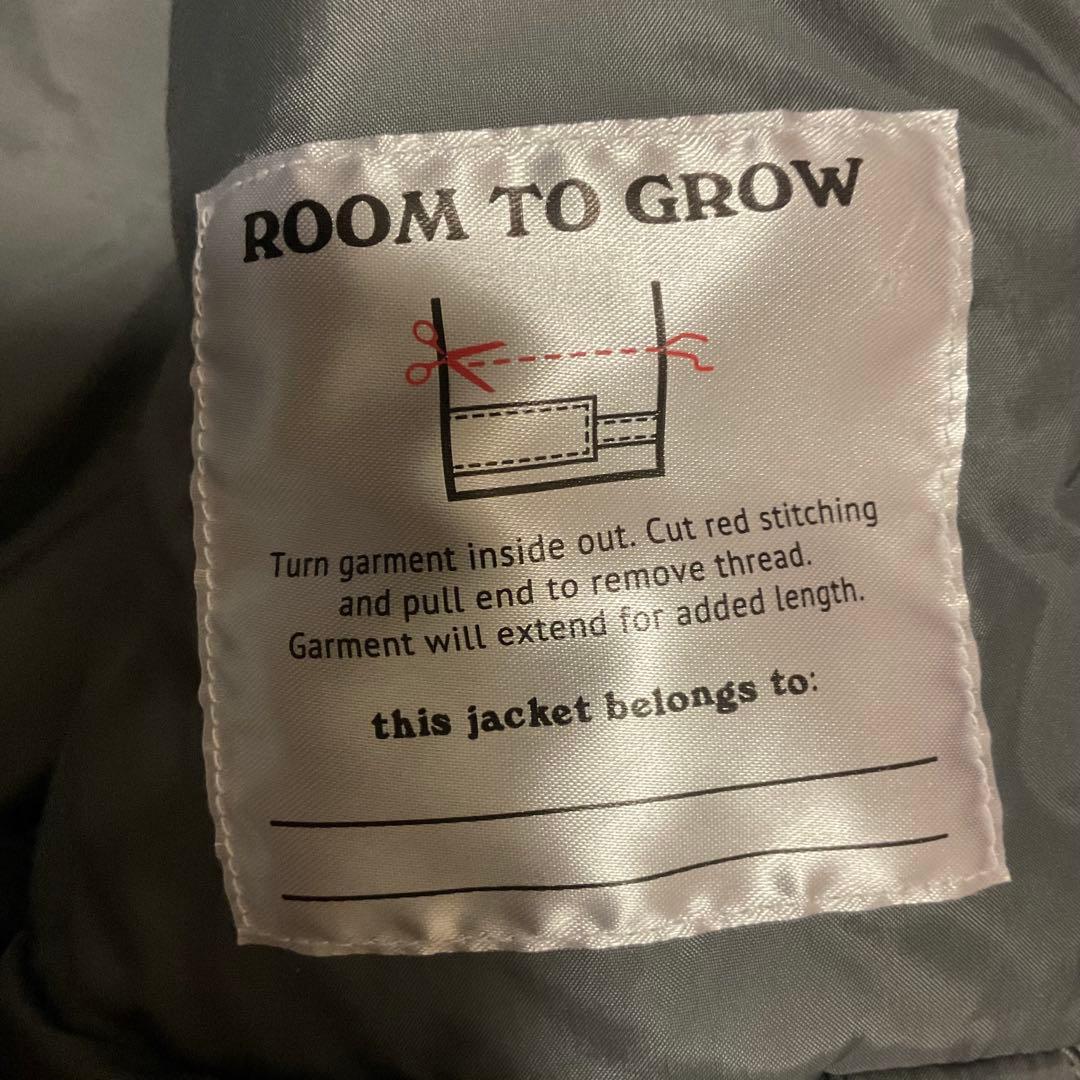 ROOM TO GROW
Turn garment inside out. Cut red stitching
and pull end to remove thread.
Garment will extend for added length.
this jacket belongs to: